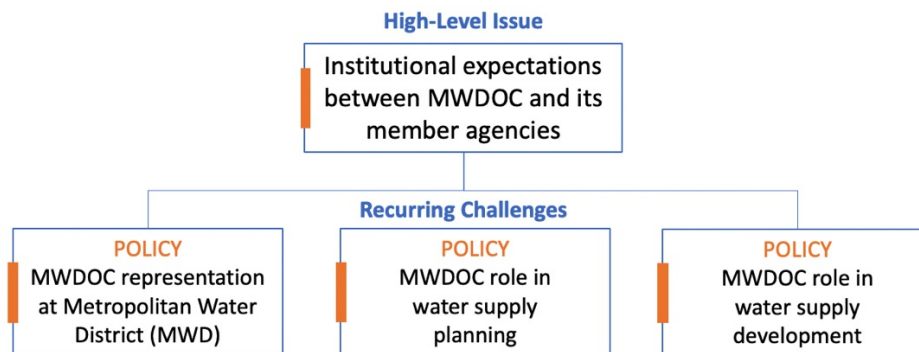 High-Level Issue
Institutional expectations
between MWDOC and its
member agencies
Recurring Challenges
POLICY
MWDOC representation
at Metropolitan Water
District (MWD)
POLICY
MWDOC role in
water supply
planning
POLICY
MWDOC role in
water supply
development